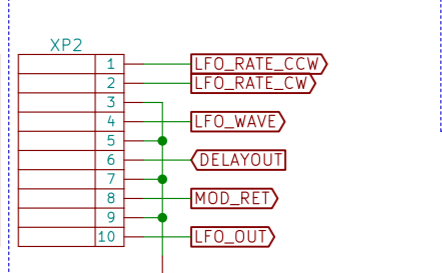 XP2
1 LFO_RATE_CCW
2 LFO_RATE_CW
3
4 LFO_WAVE
5
6 DELAYOUT
7
8 MOD_RET
9
10 LFO_OUT